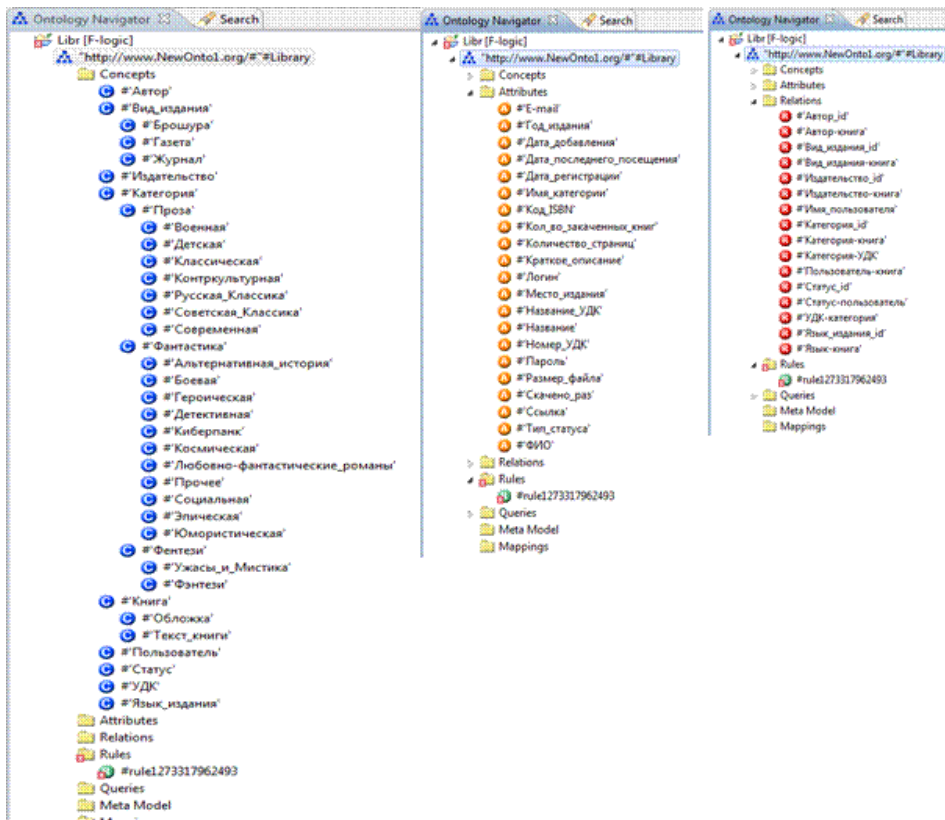 Ontology Navigator Search
Libr [F-logic]
"http://www.NewOnto1.org/#"#Library
Concepts
#'Автор'
#'Вид_издания'
#'Брошура'
#'Газета'
#'Журнал'
#'Издательство'
#'Категория'
#'Проза'
#'Военная'
#'Детская'
#'Классическая'
#'Контркультурная'
#'Русская_Классика'
#'Советская_Классика'
#'Современная'
#'Фантастика'
#'Альтернативная_история'
#'Боевая'
#'Героическая'
#'Детективная'
#'Киберпанк'
#'Космическая'
#'Любовно-фантастические_романы'
#'Прочее'
#'Социальная'
#'Эпическая'
#'Юмористическая'
#'Фентези'
#'Ужасы_и_Мистика'
#'Фэнтези'
#'Книга'
#'Обложка'
#'Текст_книги'
#'Пользователь'
#'Статус'
#'УДК'
#'Язык_издания'
Attributes
Relations
Rules
#rule1273317962493
Queries
Meta Model
Ontology Navigator Search
Libr [F-logic]
"http://www.NewOnto1.org/#"#Library
Concepts
Attributes
#'E-mail'
#'Год_издания'
#'Дата_добавления'
#'Дата_последнего_посещения'
#'Дата_регистрации'
#'Имя_категории'
#'Код_ISBN'
#'Кол_во_закаченных_книг'
#'Количество_страниц'
#'Краткое_описание'
#'Логин'
#'Место_издания'
#'Название_УДК'
#'Название'
#'Номер_УДК'
#'Пароль'
#'Размер_файла'
#'Скачено_раз'
#'Ссылка'
#'Тип_статуса'
#'ФИО'
Relations
Rules
#rule1273317962493
Queries
Meta Model
Mappings
Ontology Navigator Search
Libr [F-logic]
"http://www.NewOnto1.org/#"#Library
Concepts
Attributes
Relations
#'Автор_id'
#'Автор-книга'
#'Вид_издания_id'
#'Вид_издания-книга'
#'Издательство_id'
#'Издательство-книга'
#'Имя_пользователя'
#'Категория_id'
#'Категория-книга'
#'Категория-УДК'
#'Пользователь-книга'
#'Статус_id'
#'Статус-пользователь'
#'УДК-категория'
#'Язык_издания_id'
#'Язык-книга'
Rules
#rule1273317962493
Queries
Meta Model
Mappings